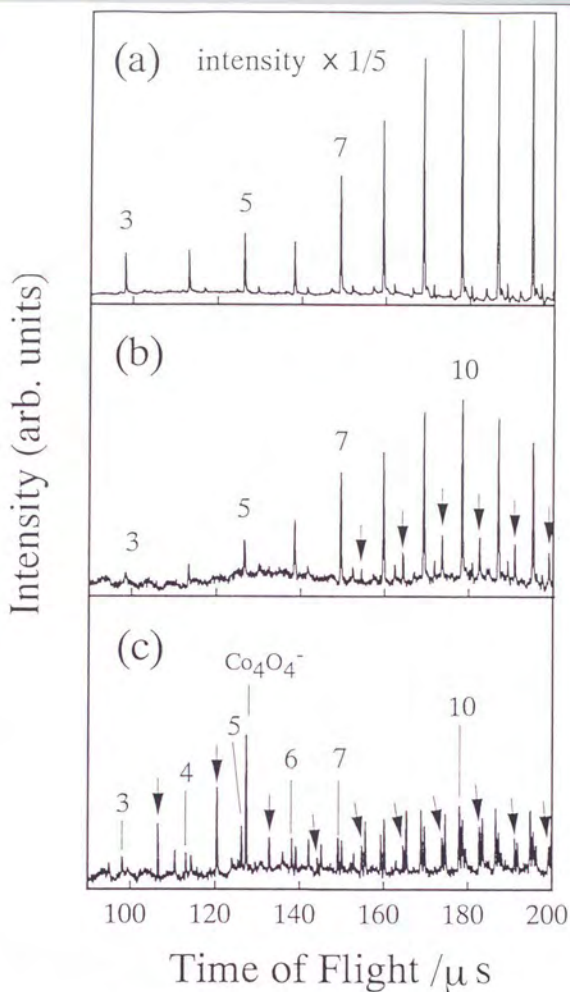 (a) intensity × 1/5
3 5 7
Intensity (arb. units)
(b)
3 5 7 10
(c)
Co₄O₄⁻
3 4 5 6 7 10
100 120 140 160 180 200
Time of Flight /μ s